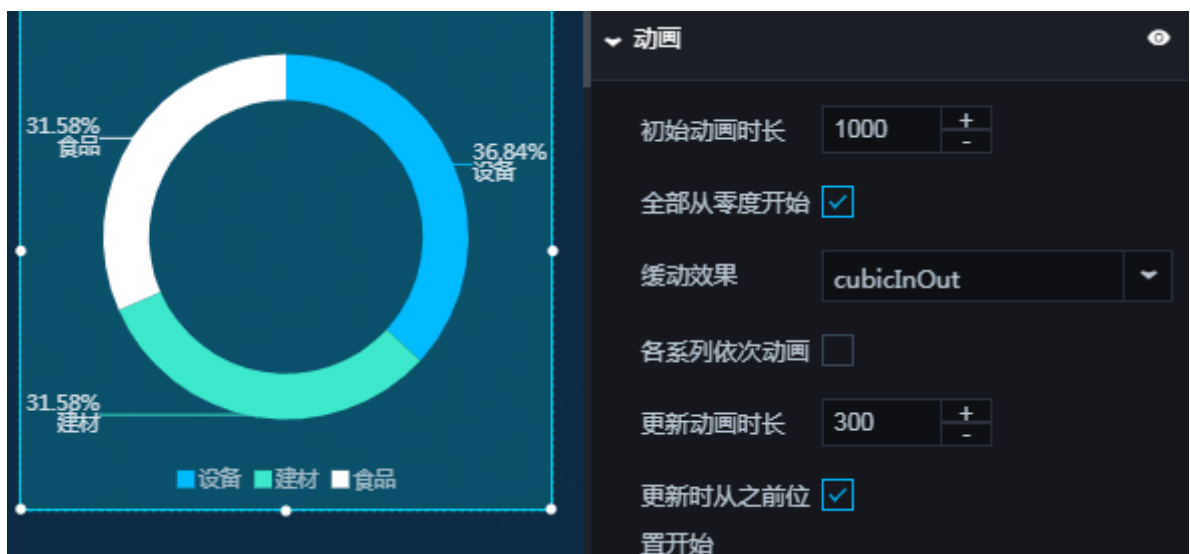 31.58%
食品
36.84%
设备
31.58%
建材
设备 建材 食品
动画
初始动画时长 1000 + -
全部从零度开始
缓动效果 cubicInOut
各系列依次动画
更新动画时长 300 + -
更新时从之前位
置开始